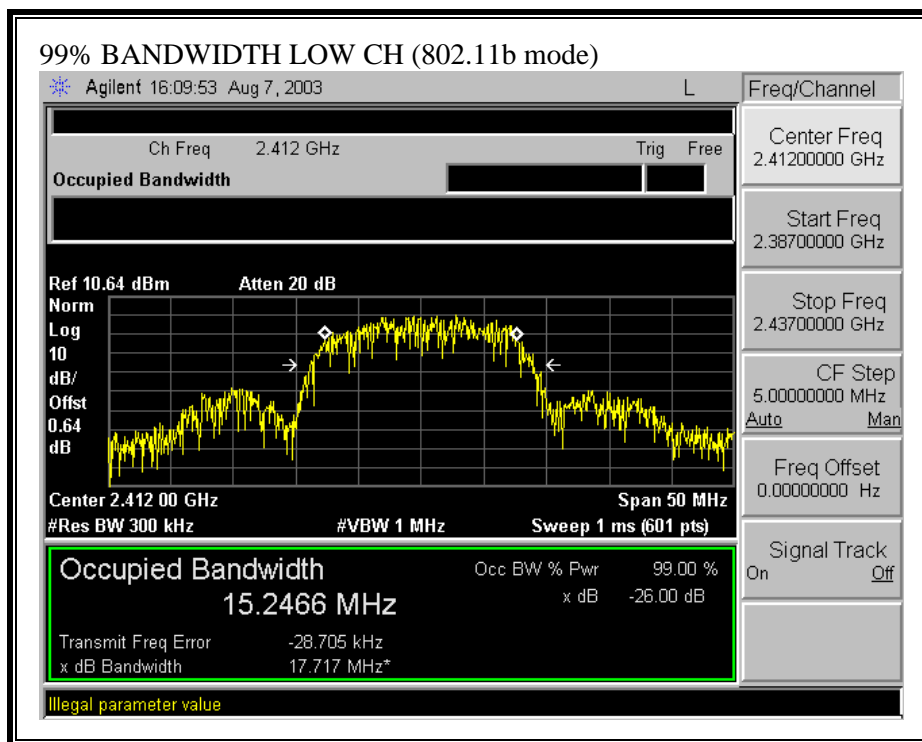 99% BANDWIDTH LOW CH (802.11b mode)
Agilent 16:09:53 Aug 7, 2003 L Freq/Channel
Ch Freq 2.412 GHz Trig Free
Occupied Bandwidth
Center Freq
2.41200000 GHz
Start Freq
2.38700000 GHz
Ref 10.64 dBm Atten 20 dB
Norm
Log
10
dB/
Offst
0.64
dB
Stop Freq
2.43700000 GHz
CF Step
5.00000000 MHz
Auto Man
Freq Offset
0.00000000 Hz
Center 2.412 00 GHz Span 50 MHz
#Res BW 300 kHz #VBW 1 MHz Sweep 1 ms (601 pts)
Signal Track
On Off
Occupied Bandwidth Occ BW % Pwr 99.00 %
15.2466 MHz x dB -26.00 dB
Transmit Freq Error -28.705 kHz
x dB Bandwidth 17.717 MHz*
Illegal parameter value